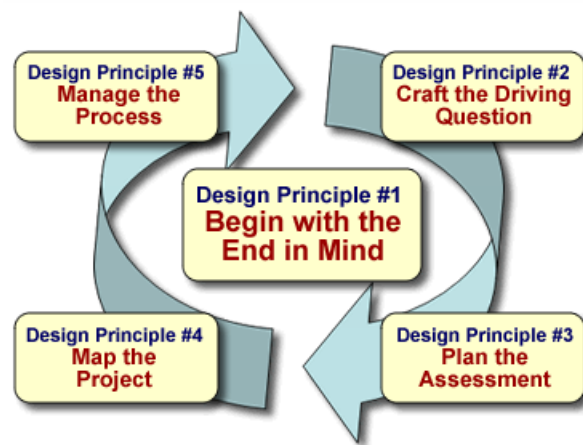 Design Principle #5
Manage the
Process
Design Principle #2
Craft the Driving
Question
Design Principle #1
Begin with the
End in Mind
Design Principle #4
Map the
Project
Design Principle #3
Plan the
Assessment